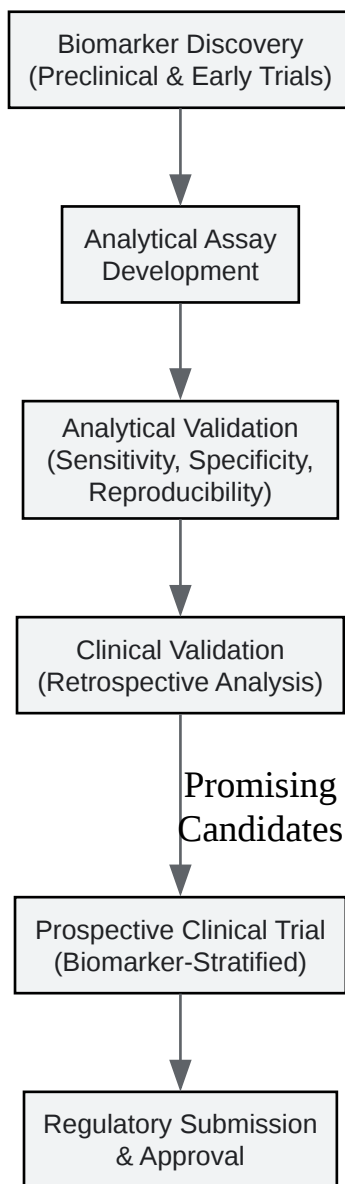 Biomarker Discovery
(Preclinical & Early Trials)
Analytical Assay
Development
Analytical Validation
(Sensitivity, Specificity,
Reproducibility)
Clinical Validation
(Retrospective Analysis)
Promising
Candidates
Prospective Clinical Trial
(Biomarker-Stratified)
Regulatory Submission
& Approval